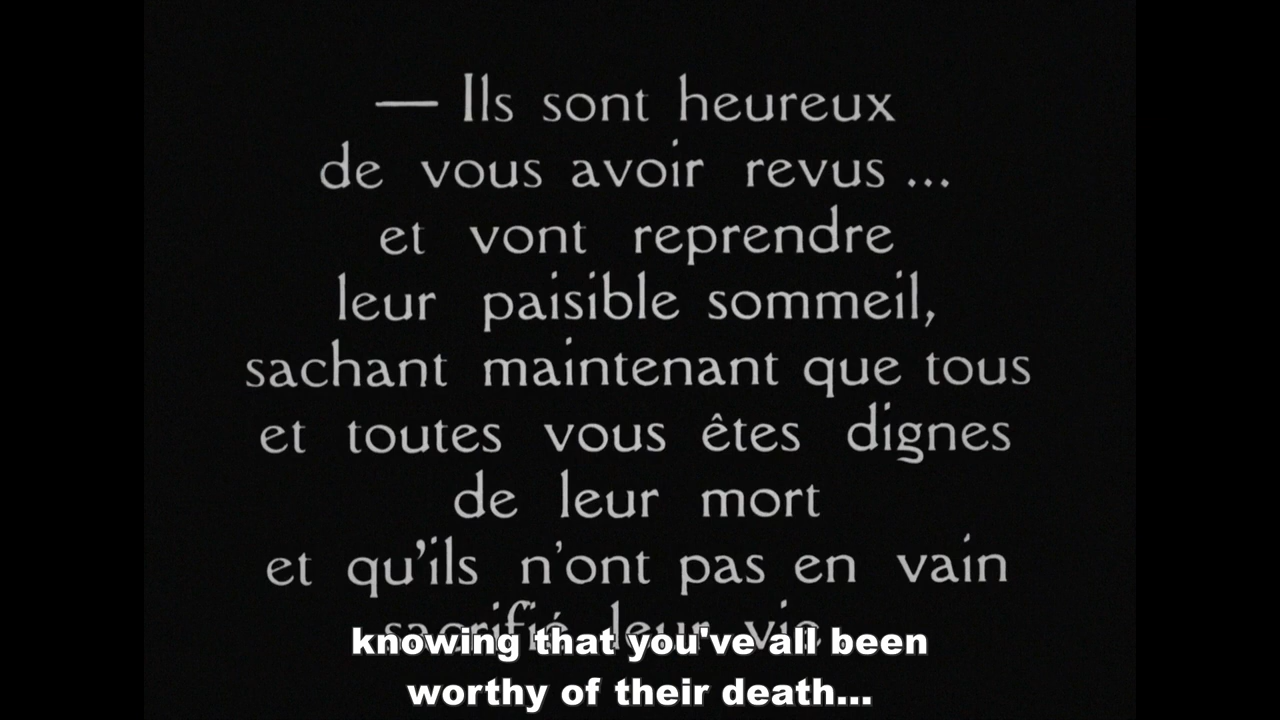 — Ils sont heureux
de vous avoir revus ...
et vont reprendre
leur paisible sommeil,
sachant maintenant que tous
et toutes vous êtes dignes
de leur mort
et qu'ils n'ont pas en vain
sacrifié leur vie
knowing that you've all been
worthy of their death...